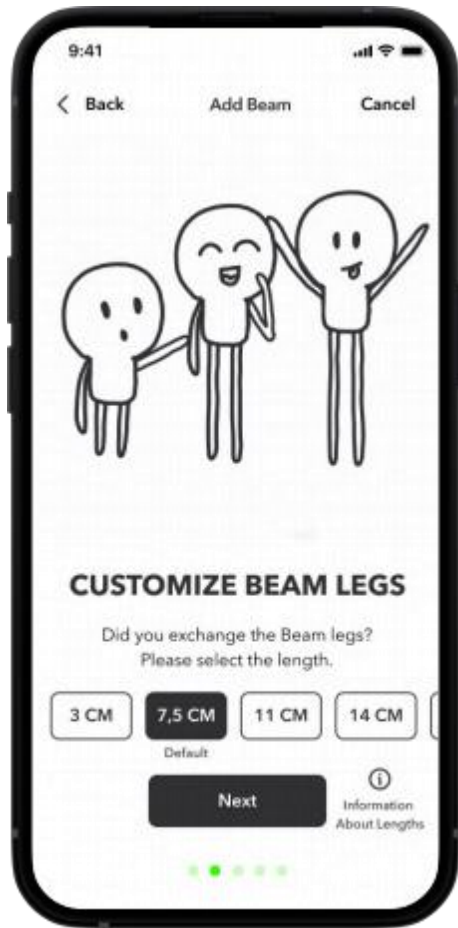 9:41
Back
Add Beam
Cancel
CUSTOMIZE BEAM LEGS
Did you exchange the Beam legs?
Please select the length.
3 CM
7,5 CM
11 CM
14 CM
Default
Next
Information
About Lengths